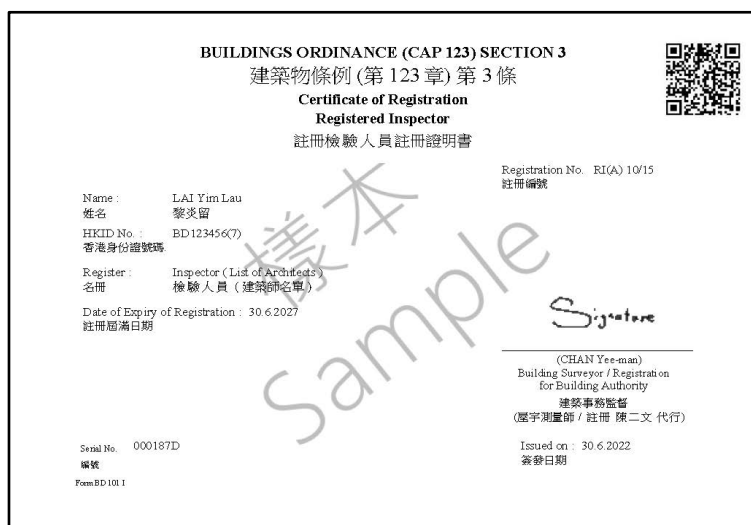 BUILDINGS ORDINANCE (CAP 123) SECTION 3
建築物條例 (第 123 章) 第 3 條
Certificate of Registration
Registered Inspector
註冊檢驗人員註冊證明書
Registration No. RI(A) 10/15
註冊編號
Name : LAI Yim Lau
姓名 黎炎留
HKID No. : BD123456(7)
香港身份證號碼
Register : Inspector ( List of Architects )
名冊 檢驗人員 ( 建築師名單 )
Date of Expiry of Registration : 30.6.2027
註冊屆滿日期
樣本
Sample
Signature
(CHAN Yee-man)
Building Surveyor / Registration
for Building Authority
建築事務監督
(屋宇測量師 / 註冊 陳二文 代行)
Serial No. 000187D
編號
Form BD 101 I
Issued on : 30.6.2022
簽發日期